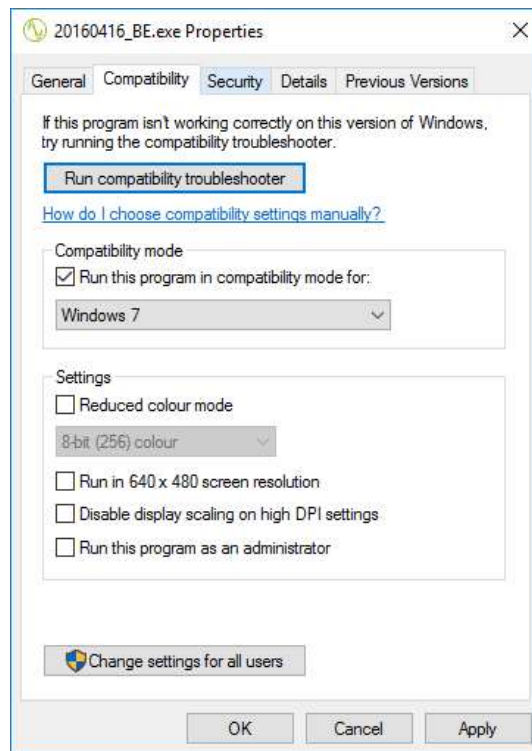 20160416_BE.exe Properties
General Compatibility Security Details Previous Versions
If this program isn't working correctly on this version of Windows,
try running the compatibility troubleshooter.
Run compatibility troubleshooter
How do I choose compatibility settings manually?
Compatibility mode
Run this program in compatibility mode for:
Windows 7
Settings
Reduced colour mode
8-bit (256) colour
Run in 640 x 480 screen resolution
Disable display scaling on high DPI settings
Run this program as an administrator
Change settings for all users
OK Cancel Apply